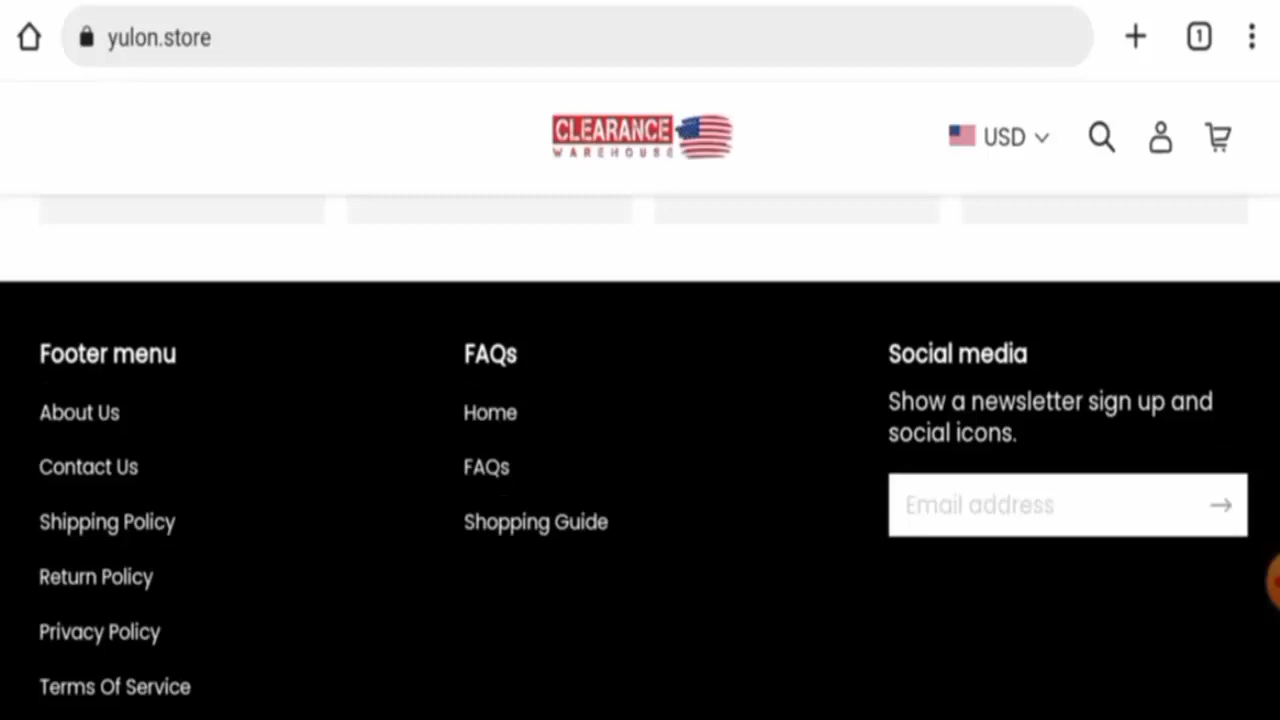 yulon.store
1
CLEARANCE
WAREHOUSE
USD
Footer menu
About Us
Contact Us
Shipping Policy
Return Policy
Privacy Policy
Terms Of Service
FAQs
Home
FAQs
Shopping Guide
Social media
Show a newsletter sign up and
social icons.
Email address